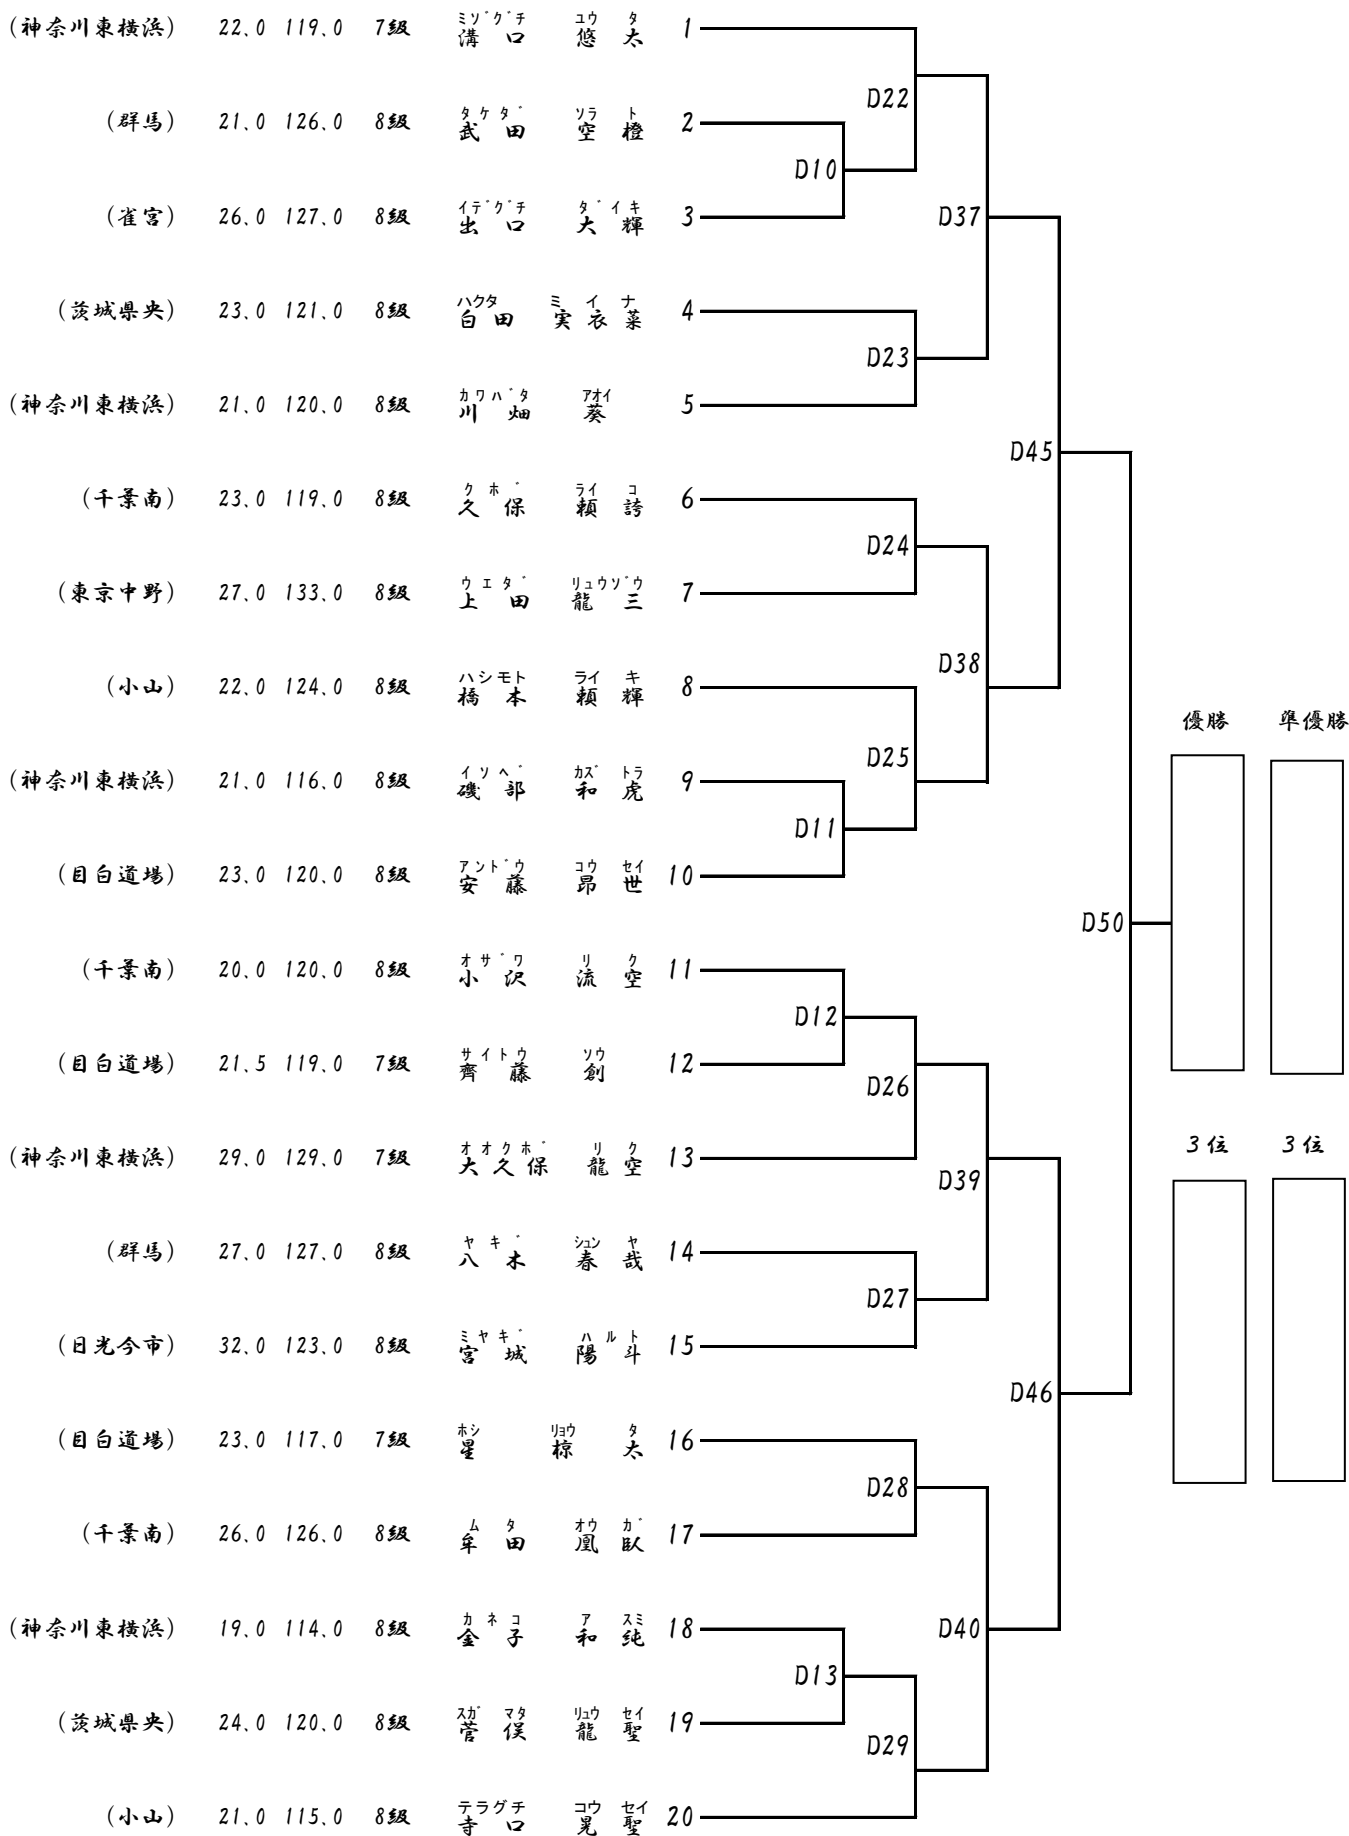 (神奈川東横浜) 22.0 119.0 7級 溝口 悠太 ミゾグチ ユウタ 1
D22
(群馬) 21.0 126.0 8級 武田 空橙 タケダ ソラト 2
D10
(雀宮) 26.0 127.0 8級 出口 大輝 イデグチ ダイキ 3
D37
(茨城県央) 23.0 121.0 8級 白田 実衣菜 ハクタ ミイナ 4
D23
(神奈川東横浜) 21.0 120.0 8級 川畑 葵 カワバタ アオイ 5
D45
(千葉南) 23.0 119.0 8級 久保 頼誇 クボ ライコ 6
D24
(東京中野) 27.0 133.0 8級 上田 龍三 ウエダ リュウゾウ 7
D38
(小山) 22.0 124.0 8級 橋本 頼輝 ハシモト ライキ 8
優勝 準優勝
D25
(神奈川東横浜) 21.0 116.0 8級 磯部 和虎 イソベ カズトラ 9
D11
(目白道場) 23.0 120.0 8級 安藤 昂世 アンドウ コウセイ 10
D50
(千葉南) 20.0 120.0 8級 小沢 流空 オザワ リク 11
D12
(目白道場) 21.5 119.0 7級 齊藤 創 サイトウ ソウ 12
D26
3位 3位
(神奈川東横浜) 29.0 129.0 7級 大久保 龍空 オオクボ リク 13
D39
(群馬) 27.0 127.0 8級 八木 春哉 ヤギ シュンヤ 14
D27
(日光今市) 32.0 123.0 8級 宮城 陽斗 ミヤギ ハルト 15
D46
(目白道場) 23.0 117.0 7級 星 椋太 ホシ リョウタ 16
D28
(千葉南) 26.0 126.0 8級 牟田 凰臥 ムタ オウガ 17
(神奈川東横浜) 19.0 114.0 8級 金子 和純 カネコ アスミ 18
D40
D13
(茨城県央) 24.0 120.0 8級 菅俣 龍聖 スガマタ リュウセイ 19
D29
(小山) 21.0 115.0 8級 寺口 晃聖 テラグチ コウセイ 20